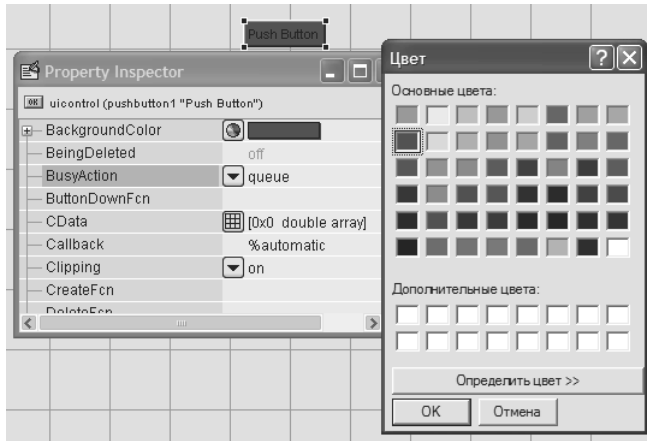 Push Button
Property Inspector
uicontrol (pushbutton1 "Push Button")
BackgroundColor
BeingDeleted off
BusyAction queue
ButtonDownFcn
CData [0x0 double array]
Callback %automatic
Clipping on
CreateFcn
DeleteFcn
Цвет
Основные цвета:
Дополнительные цвета:
Определить цвет >>
OK Отмена